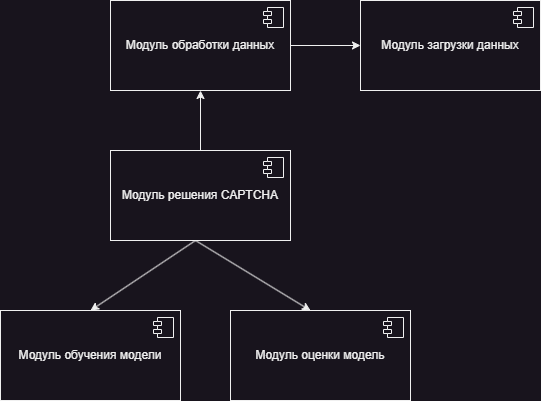 Модуль обработки данных
Модуль загрузки данных
Модуль решения CAPTCHA
Модуль обучения модели
Модуль оценки модель